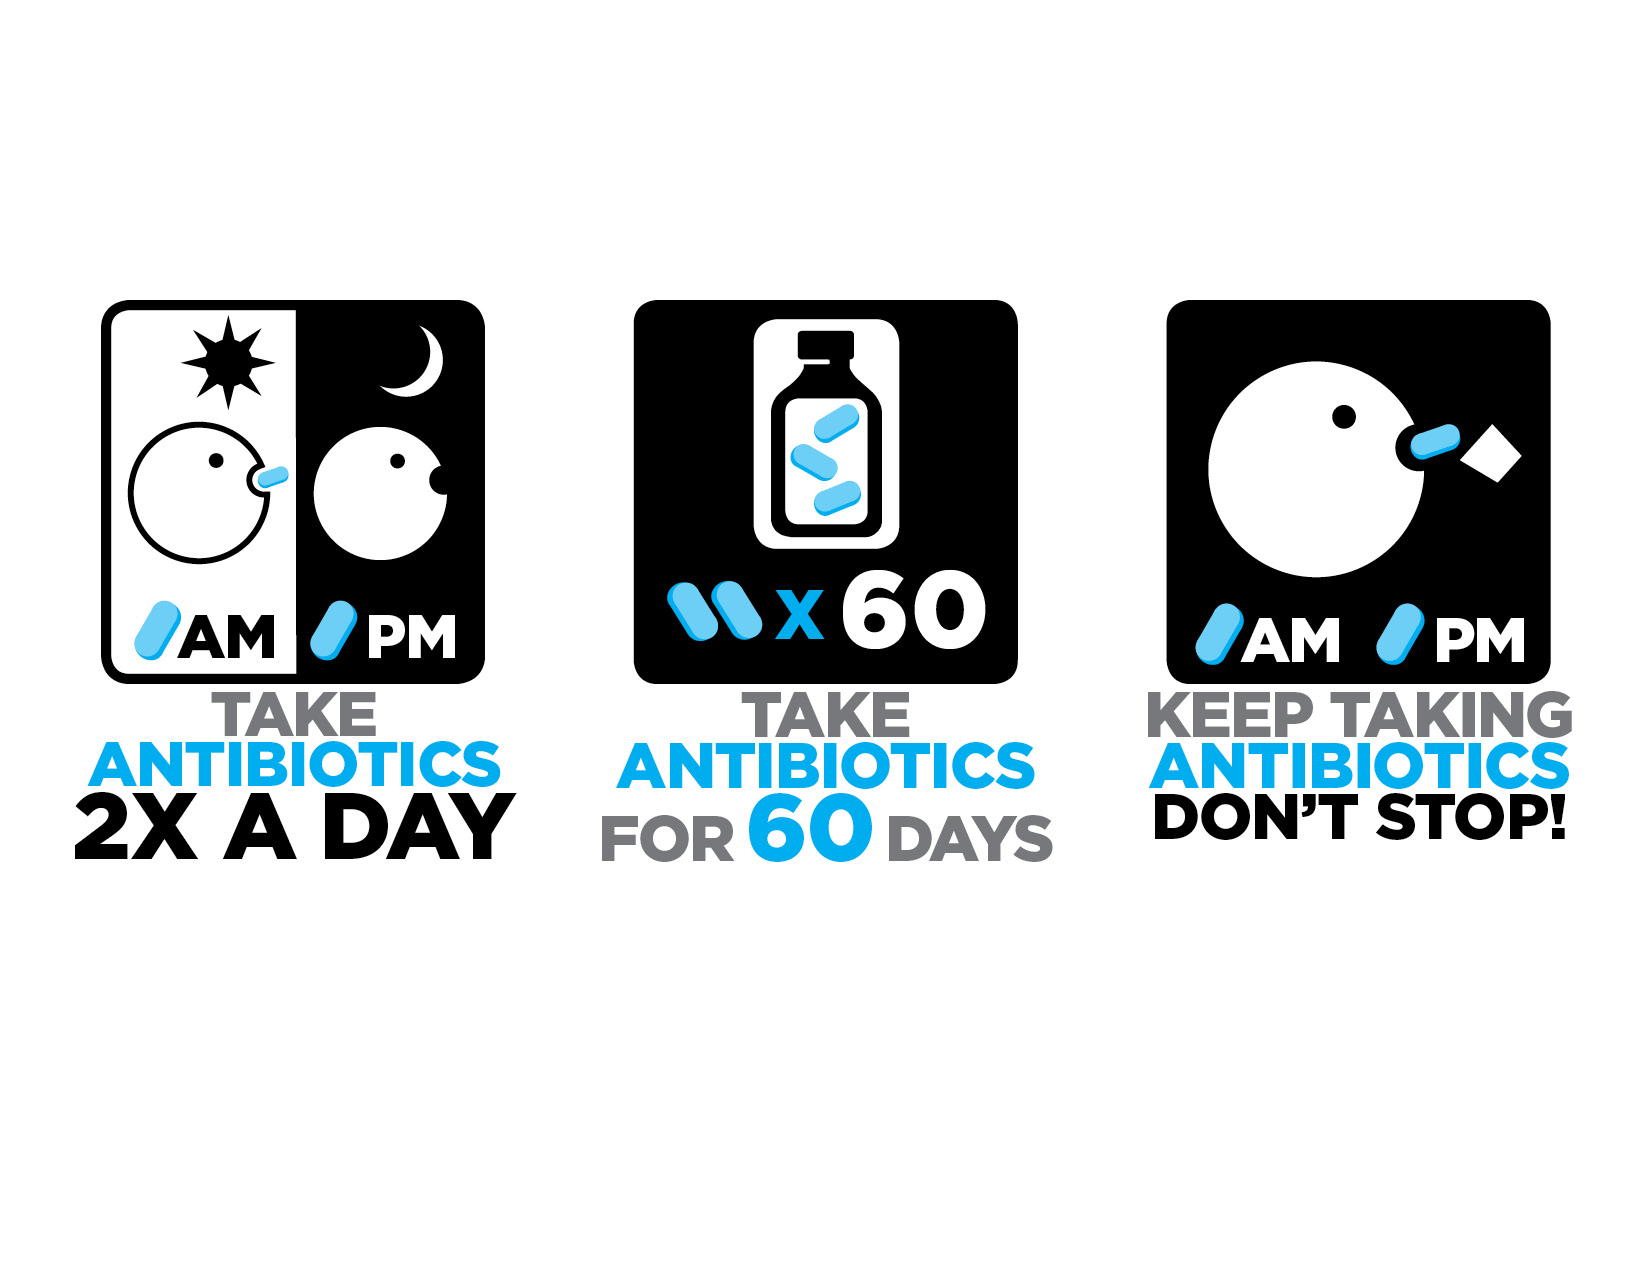 AM PM
TAKE
ANTIBIOTICS
2X A DAY
X 60
TAKE
ANTIBIOTICS
FOR 60 DAYS
AM PM
KEEP TAKING
ANTIBIOTICS
DON'T STOP!